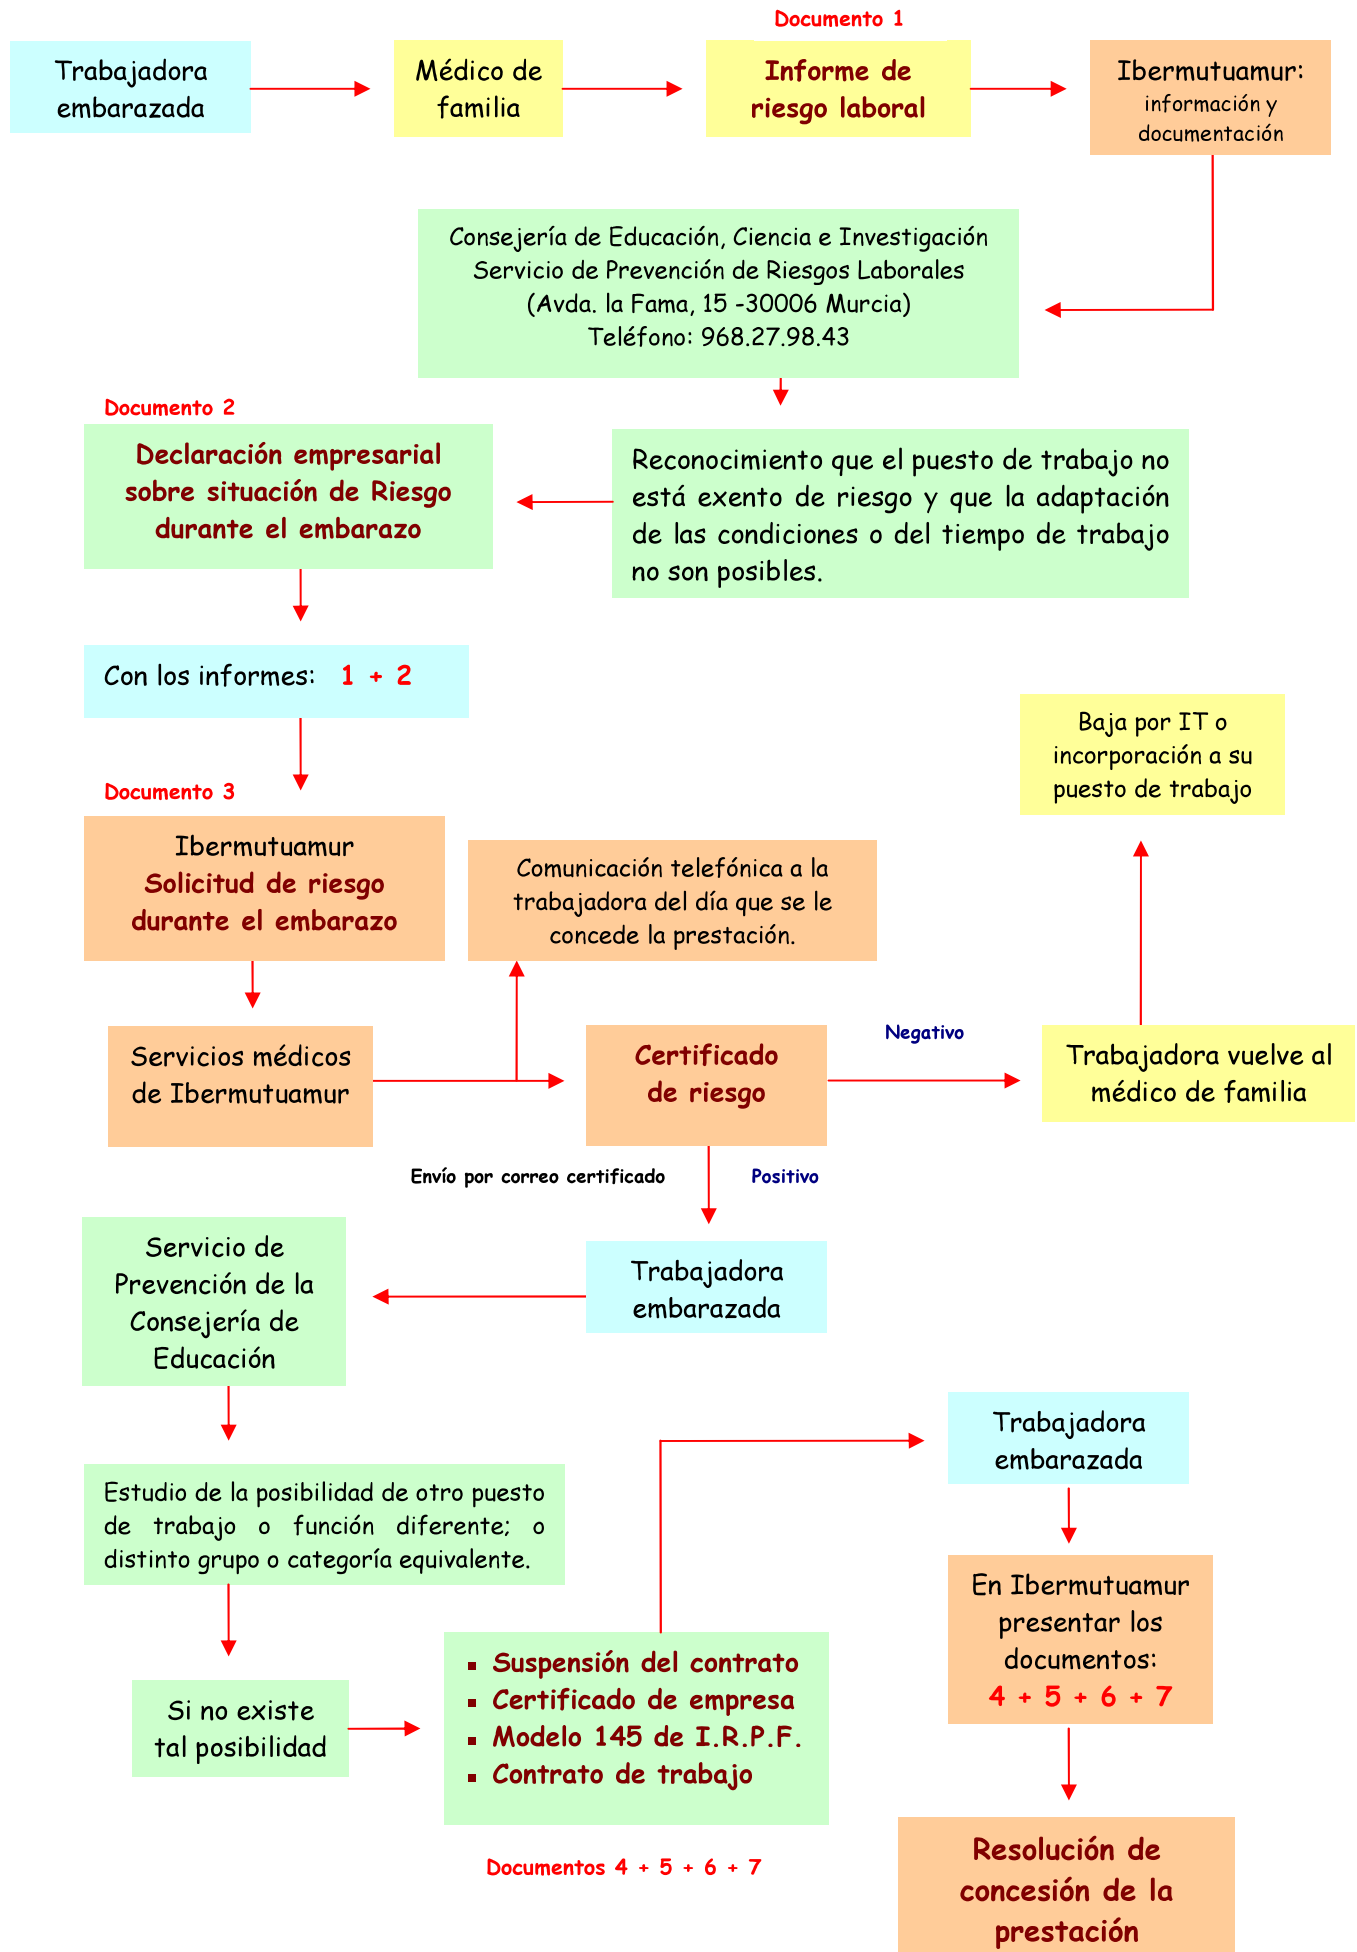 Documento 1
Trabajadora
embarazada
Médico de
familia
Informe de
riesgo laboral
Ibermutuamur:
información y
documentación
Consejería de Educación, Ciencia e Investigación
Servicio de Prevención de Riesgos Laborales
(Avda. la Fama, 15 -30006 Murcia)
Teléfono: 968.27.98.43
Documento 2
Declaración empresarial
sobre situación de Riesgo
durante el embarazo
Reconocimiento que el puesto de trabajo no
está exento de riesgo y que la adaptación
de las condiciones o del tiempo de trabajo
no son posibles.
Con los informes: 1 + 2
Baja por IT o
incorporación a su
puesto de trabajo
Documento 3
Ibermutuamur
Solicitud de riesgo
durante el embarazo
Comunicación telefónica a la
trabajadora del día que se le
concede la prestación.
Servicios médicos
de Ibermutuamur
Certificado
de riesgo
Negativo
Trabajadora vuelve al
médico de familia
Envío por correo certificado
Positivo
Servicio de
Prevención de la
Consejería de
Educación
Trabajadora
embarazada
Estudio de la posibilidad de otro puesto
de trabajo o función diferente; o
distinto grupo o categoría equivalente.
Trabajadora
embarazada
Si no existe
tal posibilidad
▪ Suspensión del contrato
▪ Certificado de empresa
▪ Modelo 145 de I.R.P.F.
▪ Contrato de trabajo
En Ibermutuamur
presentar los
documentos:
4 + 5 + 6 + 7
Documentos 4 + 5 + 6 + 7
Resolución de
concesión de la
prestación